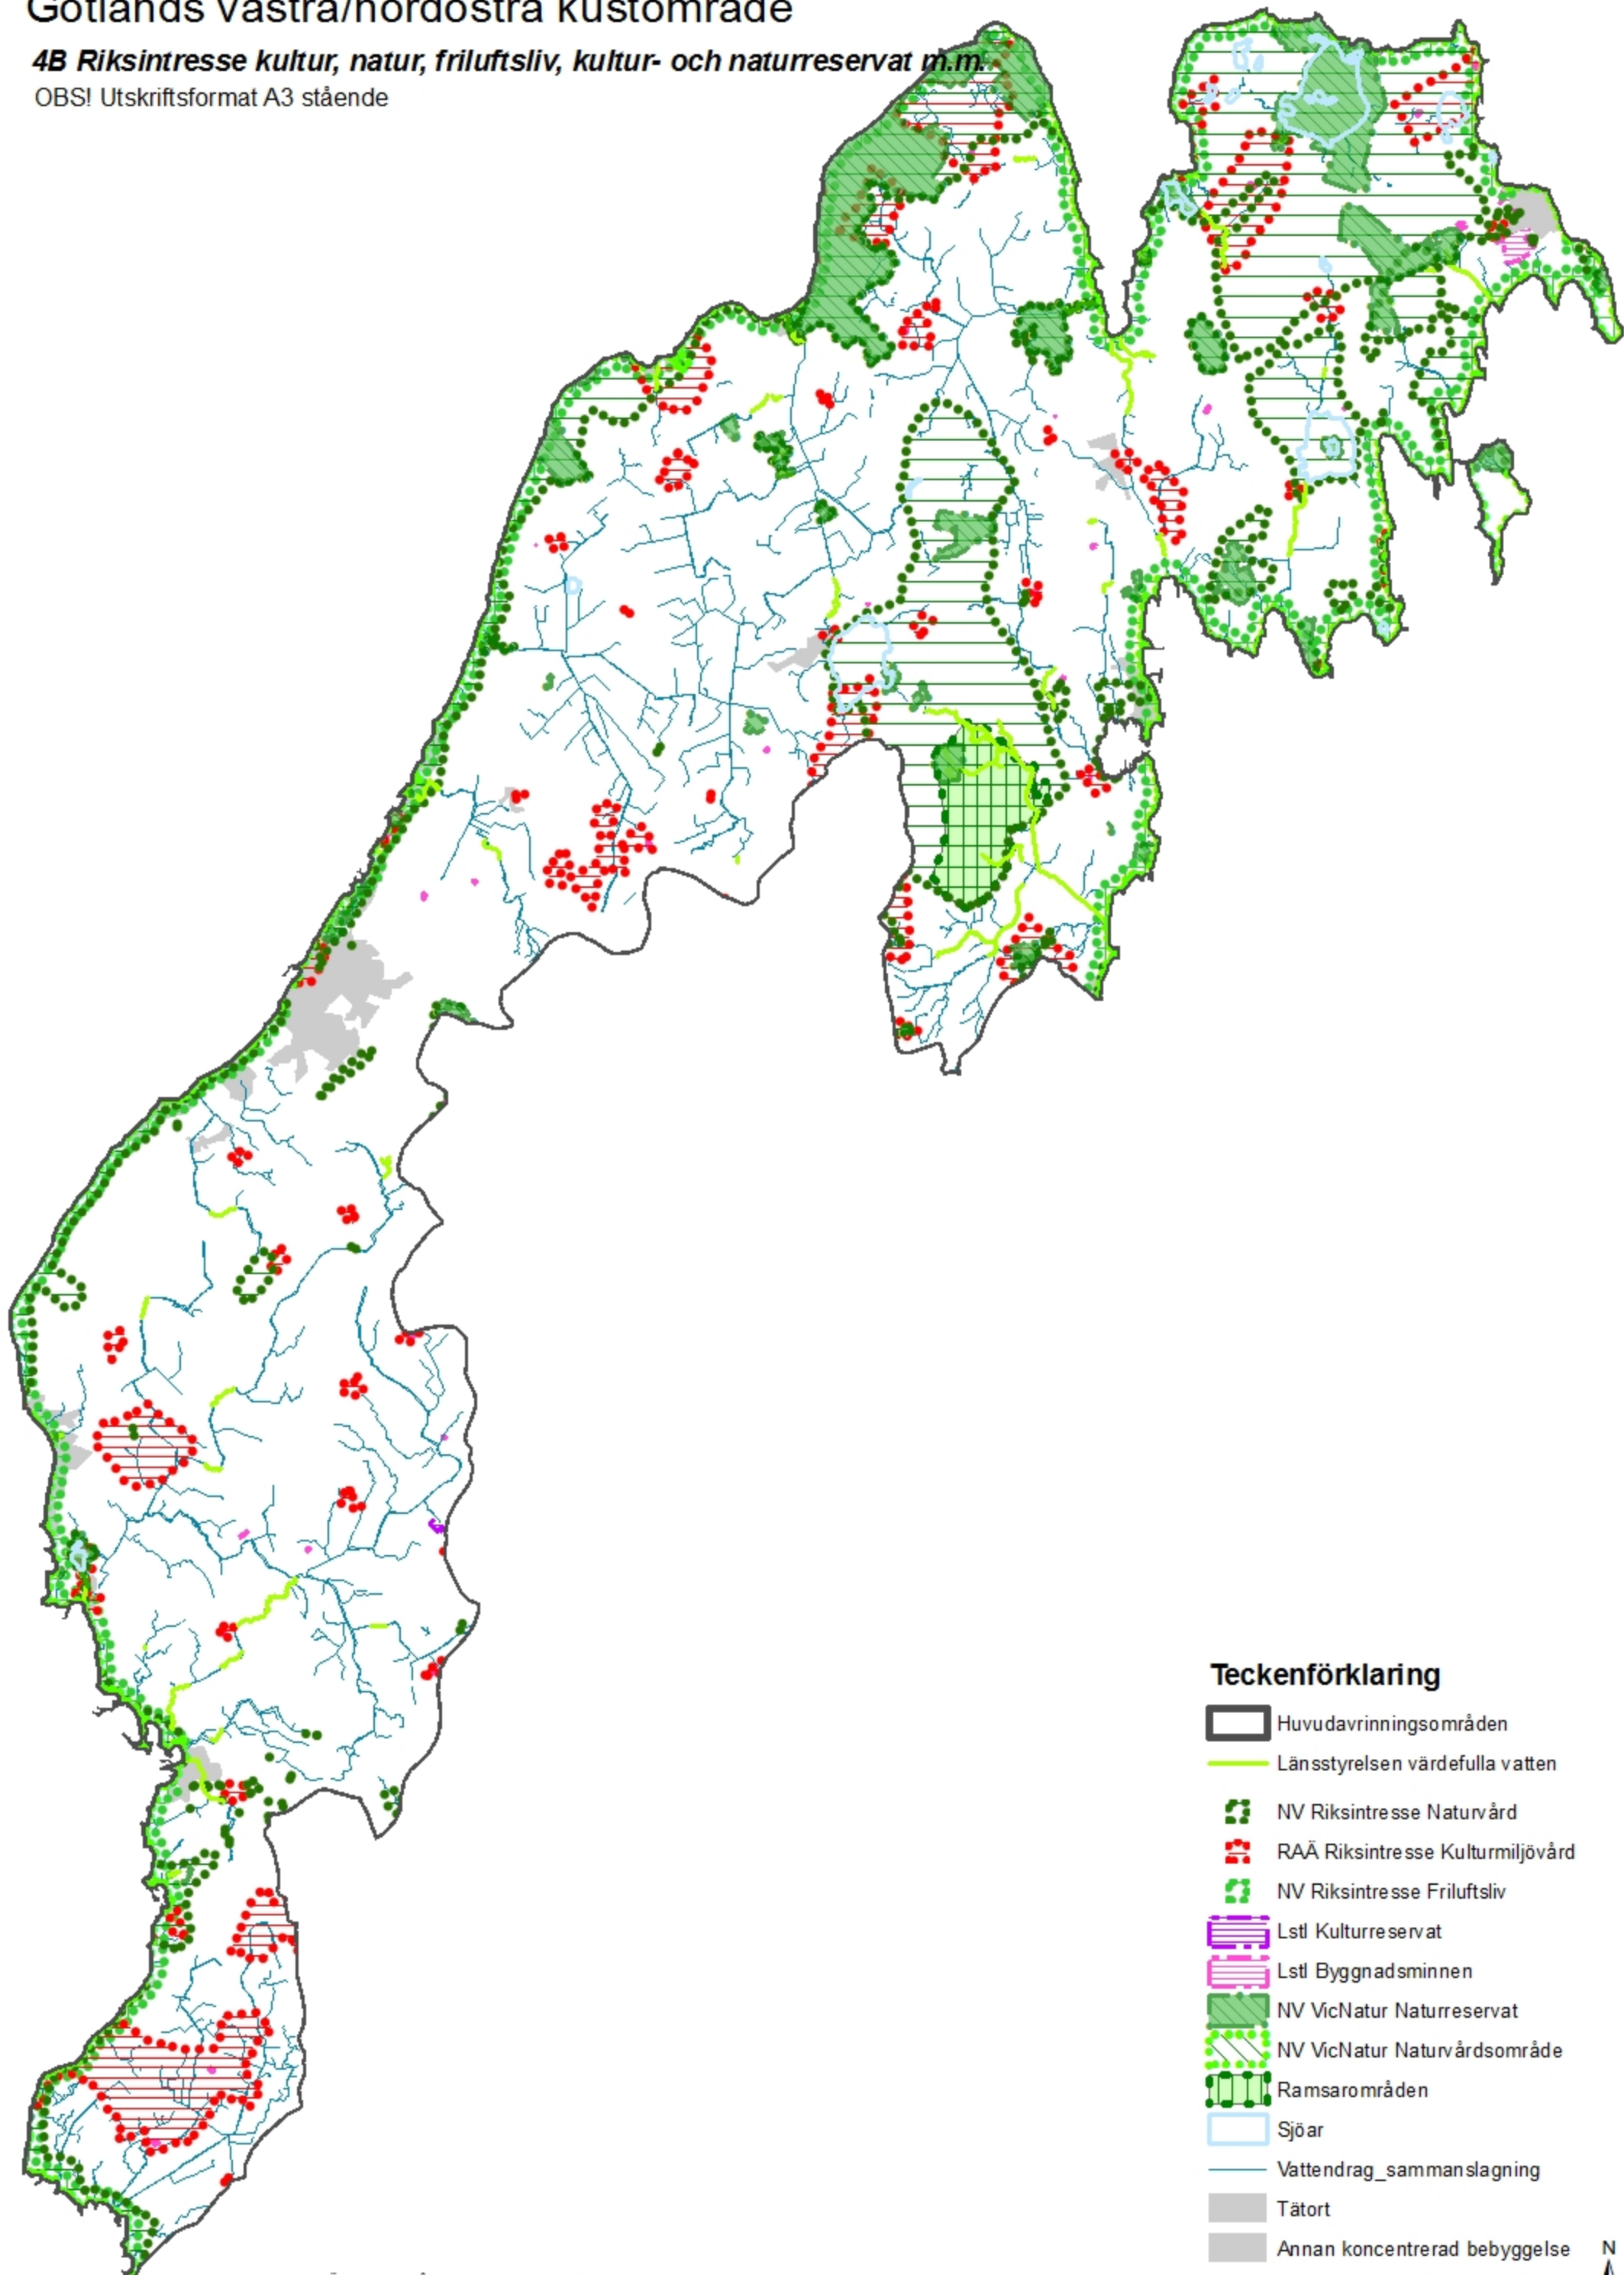 Gotlands västra/nordöstra kustområde
4B Riksintresse kultur, natur, friluftsliv, kultur- och naturreservat m.m.
OBS! Utskriftsformat A3 stående
Teckenförklaring
Huvudavrinningsområden
Länsstyrelsen värdefulla vatten
NV Riksintresse Naturvård
RAÄ Riksintresse Kulturmiljövård
NV Riksintresse Friluftsliv
Lstl Kulturreservat
Lstl Byggnadsminnen
NV VicNatur Naturreservat
NV VicNatur Naturvårdsområde
Ramsarområden
Sjöar
Vattendrag_sammanslagning
Tätort
Annan koncentrerad bebyggelse
N